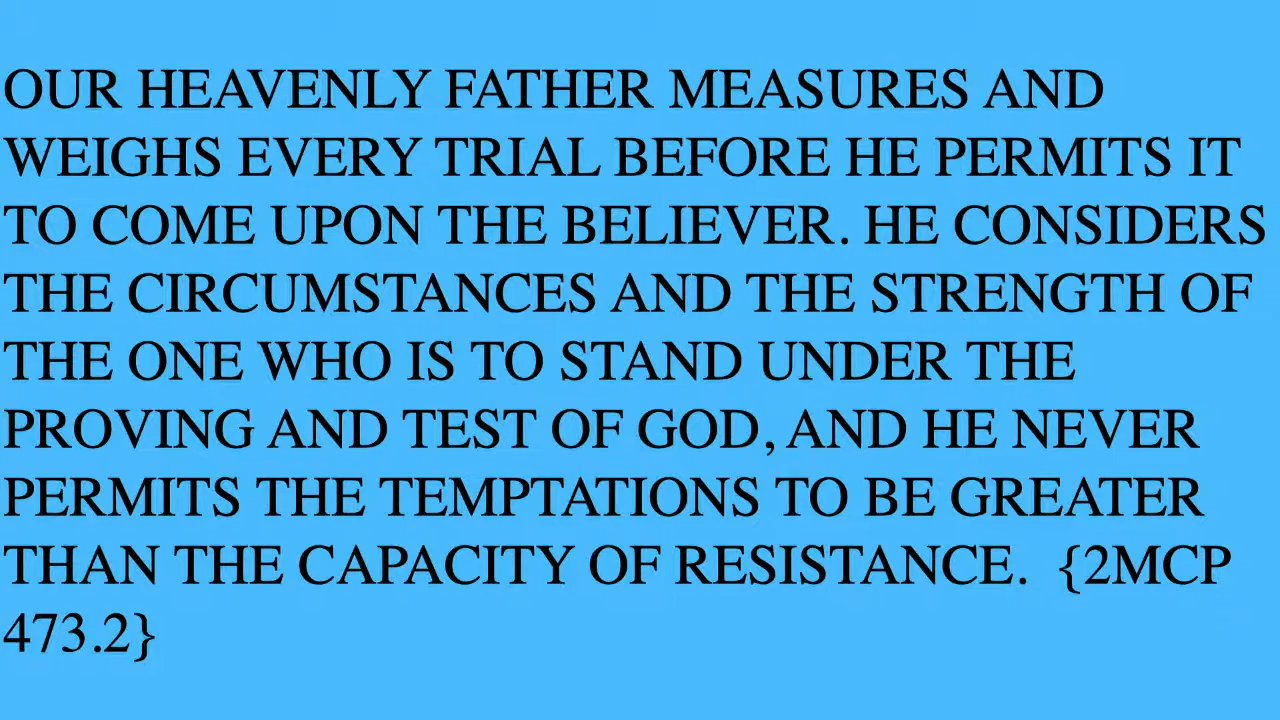 OUR HEAVENLY FATHER MEASURES AND
WEIGHS EVERY TRIAL BEFORE HE PERMITS IT
TO COME UPON THE BELIEVER. HE CONSIDERS
THE CIRCUMSTANCES AND THE STRENGTH OF
THE ONE WHO IS TO STAND UNDER THE
PROVING AND TEST OF GOD, AND HE NEVER
PERMITS THE TEMPTATIONS TO BE GREATER
THAN THE CAPACITY OF RESISTANCE.  {2MCP
473.2}